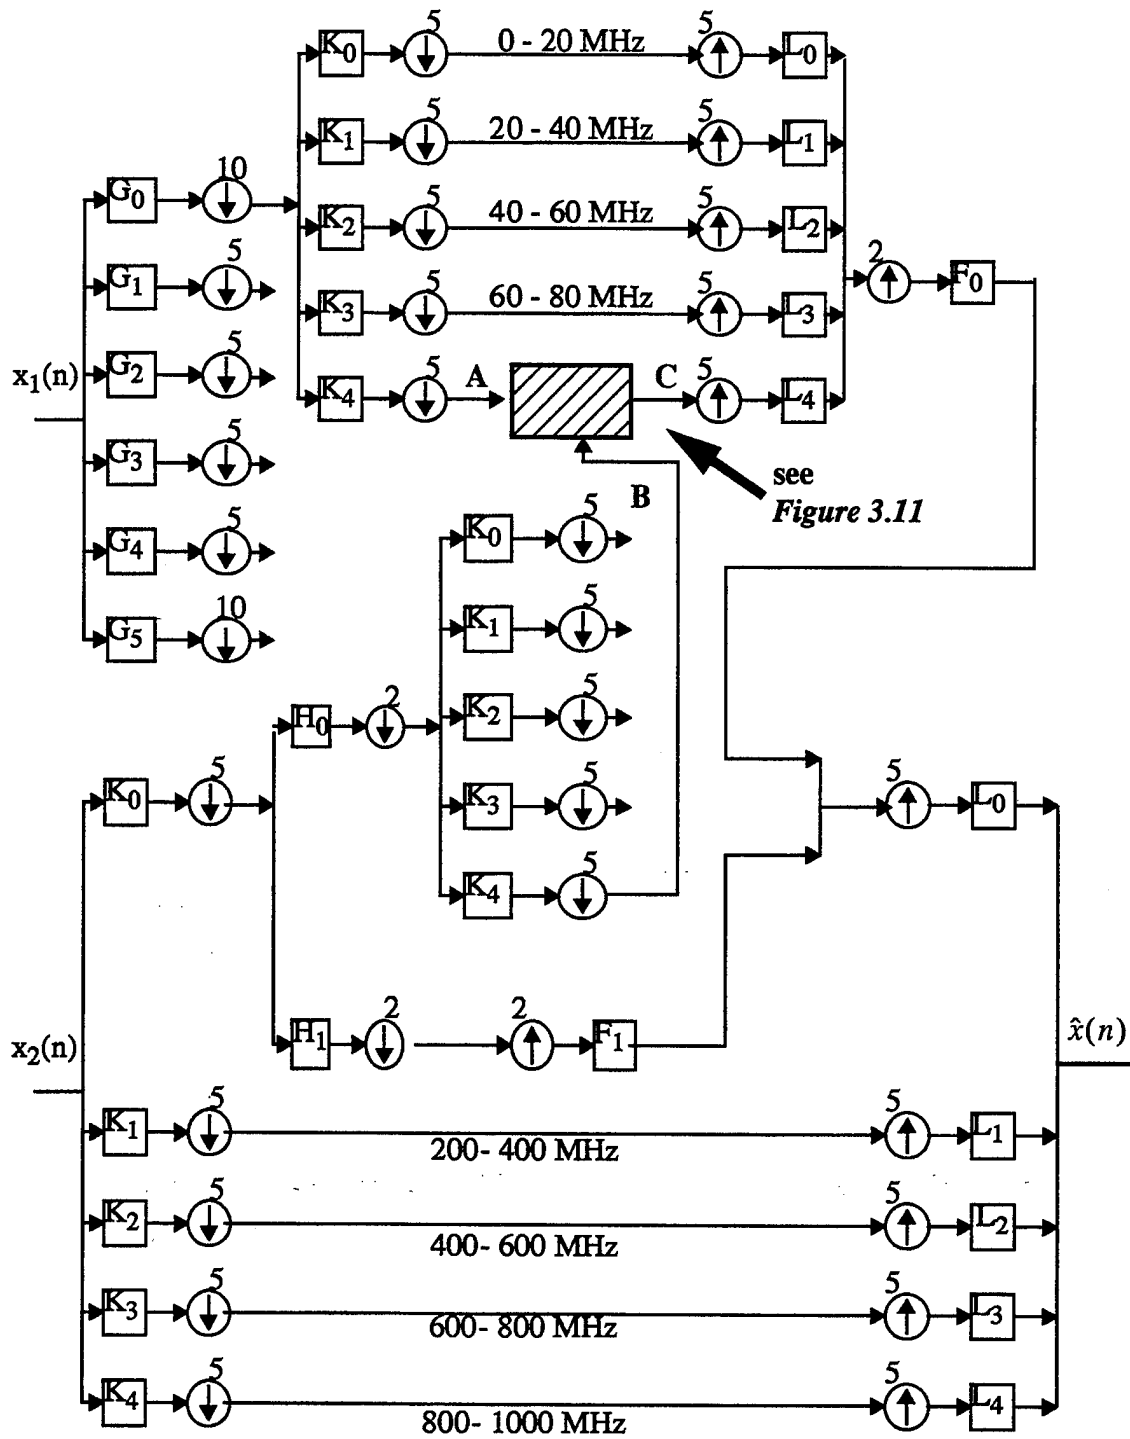 5 5
K0 0 - 20 MHz L0
5 5
K1 20 - 40 MHz L1
10
G0
5 5
K2 40 - 60 MHz L2
5
G1
2
F0
5 5
K3 60 - 80 MHz L3
5
G2
x1(n)
5 5
K4 A C L4
5
G3
see
Figure 3.11
B
5
G4
5
K0
10
G5
5
K1
2
H0
5
K2
5
K0
5
K3
5
L0
5
K4
2 2
H1 F1
x2(n)
x̂(n)
5 5
K1 200- 400 MHz L1
5 5
K2 400- 600 MHz L2
5 5
K3 600- 800 MHz L3
5 5
K4 800- 1000 MHz L4